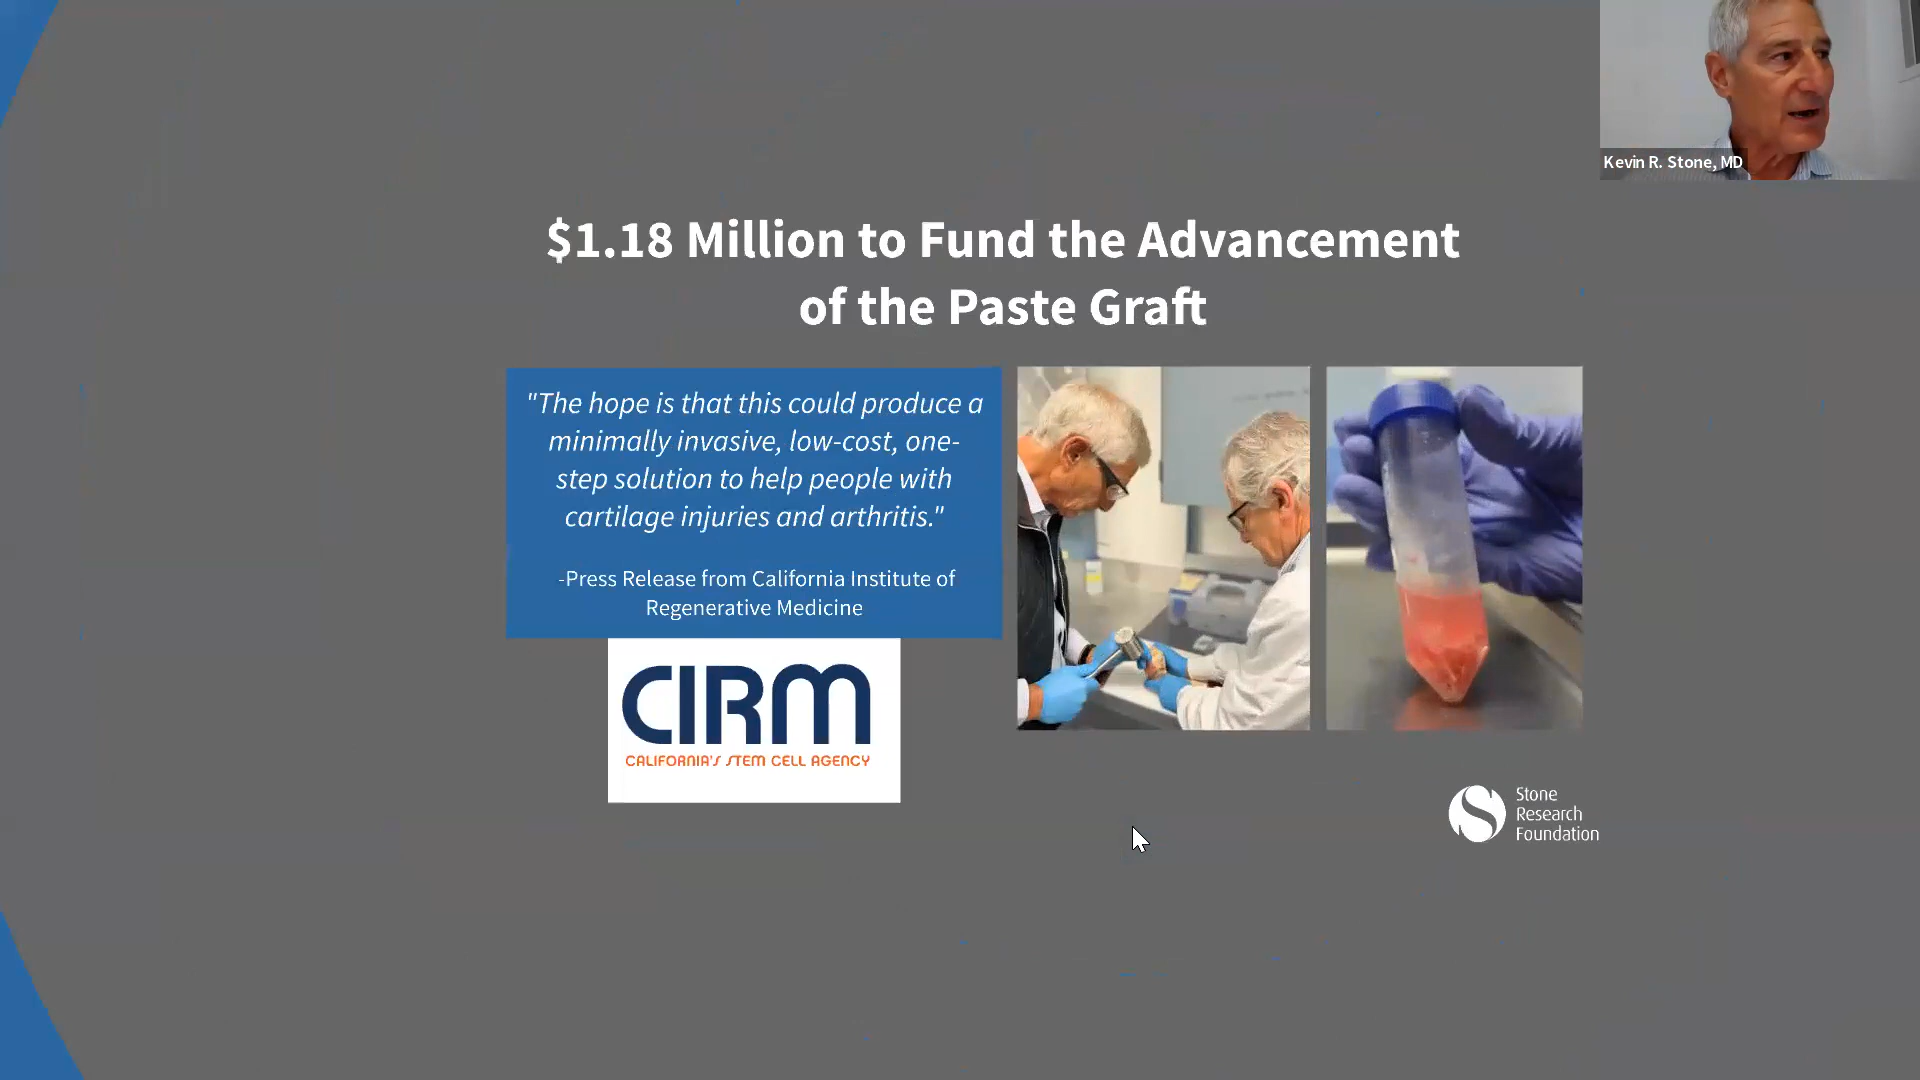 Kevin R. Stone, MD
$1.18 Million to Fund the Advancement
of the Paste Graft
"The hope is that this could produce a
minimally invasive, low-cost, one-
step solution to help people with
cartilage injuries and arthritis."
-Press Release from California Institute of
Regenerative Medicine
CIRM
CALIFORNIA'S STEM CELL AGENCY
Stone
Research
Foundation